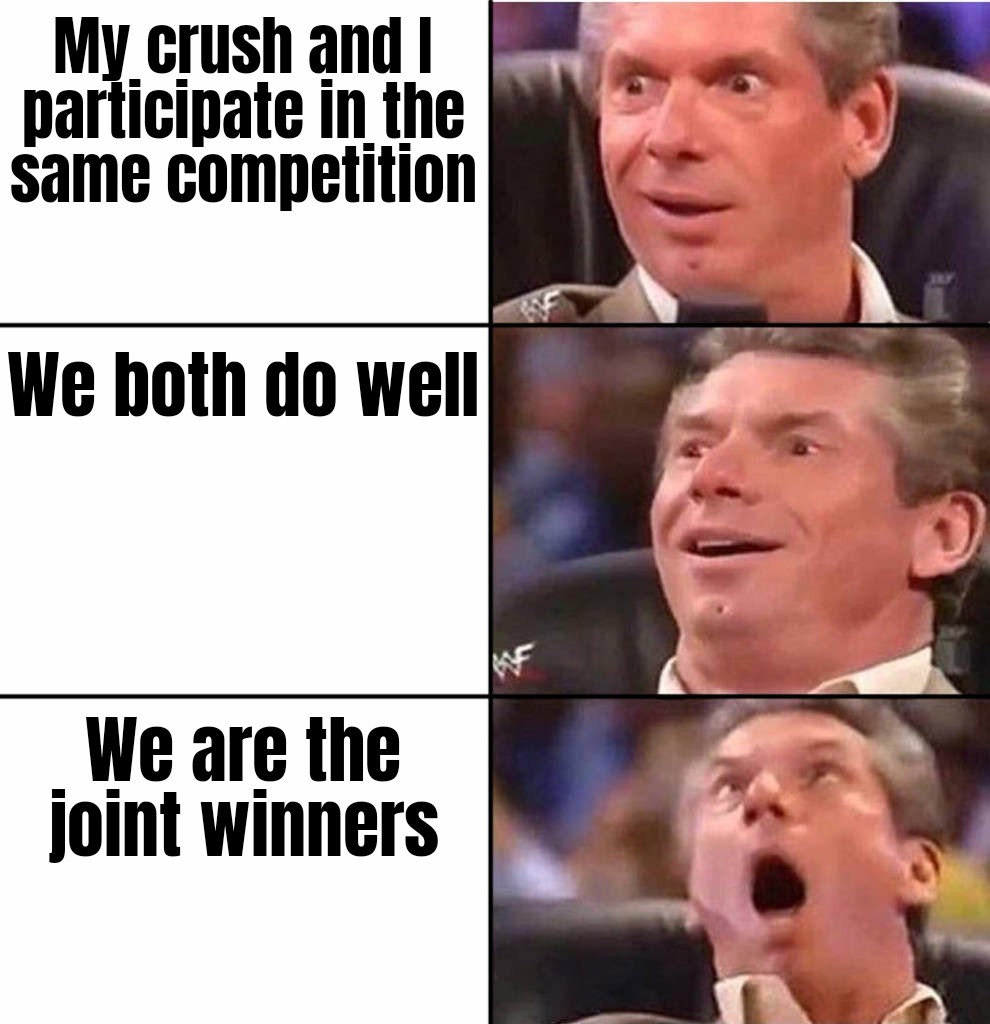 My crush and I
participate in the
same competition
We both do well
We are the
joint winners